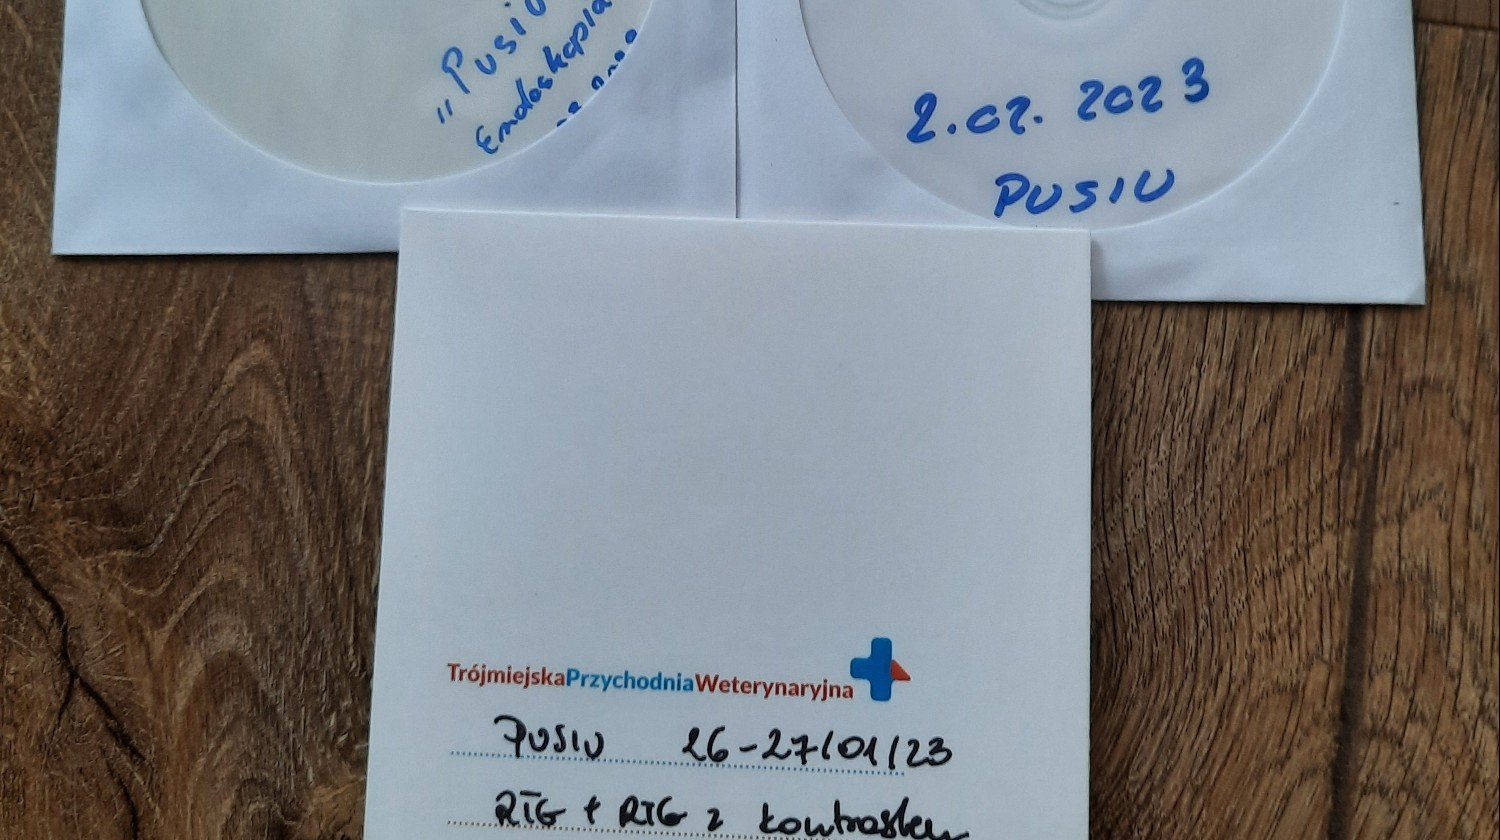 „Pusiu
Endoskopia
2.02.2023
PUSIU
TrójmiejskaPrzychodniaWeterynaryjna
PUSIU 26-27/01/23
RTG + RTG z kontrastem